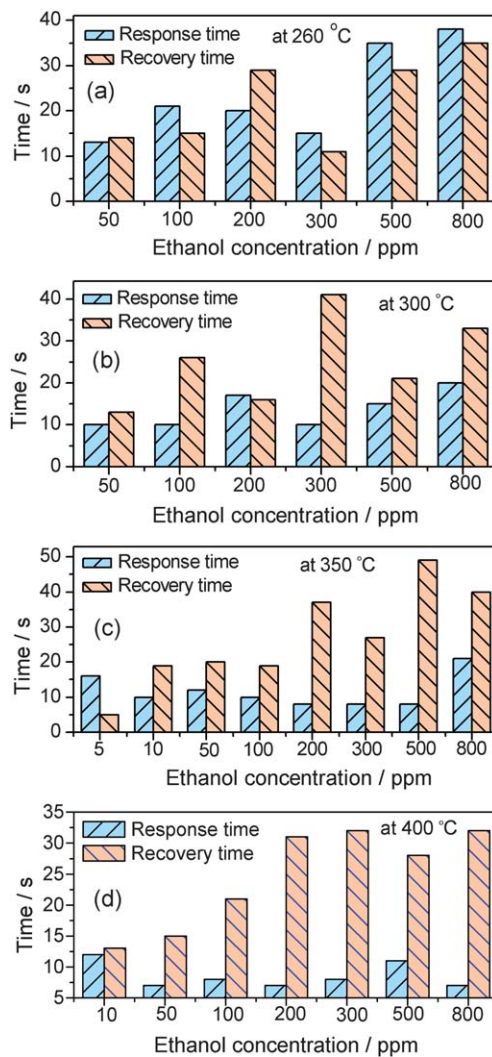 40
Response time
at 260 °C
Recovery time
30
(a)
20
10
0
Time / s
50 100 200 300 500 800
Ethanol concentration / ppm
Response time
40
Recovery time
at 300 °C
30
(b)
20
10
0
Time / s
50 100 200 300 500 800
Ethanol concentration / ppm
50
Response time
at 350 °C
Recovery time
40
30
(c)
20
10
0
Time / s
5 10 50 100 200 300 500 800
Ethanol concentration / ppm
35
Response time
at 400 °C
30
Recovery time
25
20
(d)
15
10
5
Time / s
10 50 100 200 300 500 800
Ethanol concentration / ppm